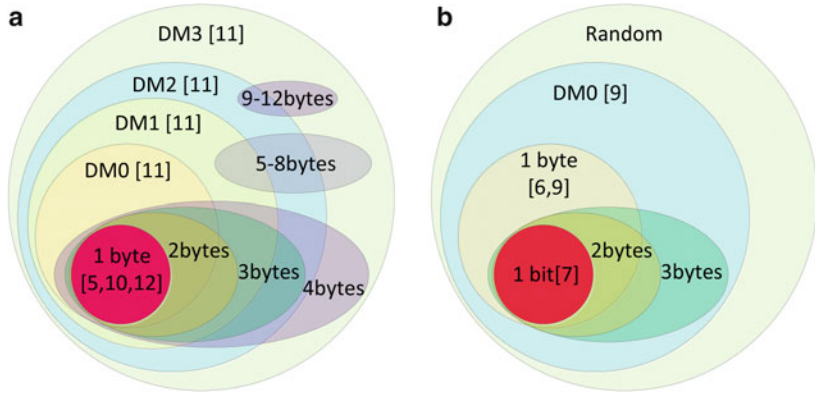 a
DM3 [11]
DM2 [11]
9-12bytes
DM1 [11]
5-8bytes
DM0 [11]
2bytes
1 byte
[5,10,12]
3bytes
4bytes
b
Random
DM0 [9]
1 byte
[6,9]
2bytes
1 bit[7]
3bytes